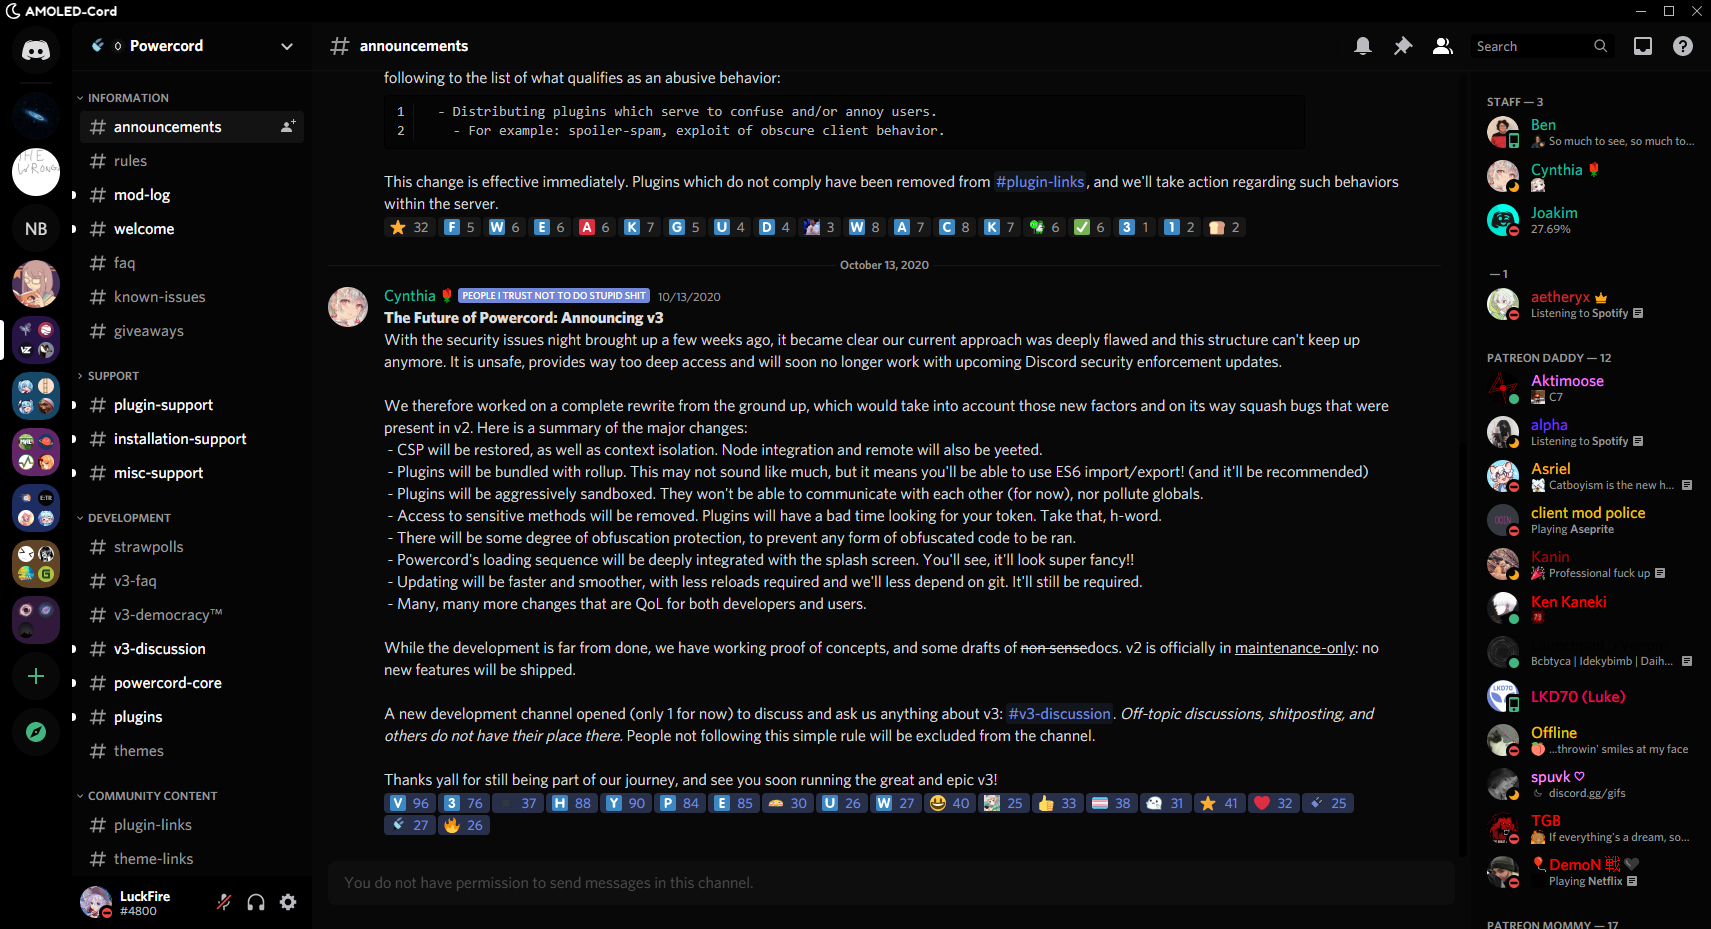 AMOLED-Cord
Powercord
INFORMATION
announcements
rules
mod-log
welcome
faq
known-issues
giveaways
SUPPORT
plugin-support
installation-support
misc-support
DEVELOPMENT
strawpolls
v3-faq
v3-democracy™
v3-discussion
powercord-core
plugins
themes
COMMUNITY CONTENT
plugin-links
theme-links
LuckFire
#4800
THE
WRONG
NB
announcements
Search
following to the list of what qualifies as an abusive behavior:
1 - Distributing plugins which serve to confuse and/or annoy users.
2 - For example: spoiler-spam, exploit of obscure client behavior.
This change is effective immediately. Plugins which do not comply have been removed from #plugin-links, and we'll take action regarding such behaviors
within the server.
32 F 5 W 6 E 6 A 6 K 7 G 5 U 4 D 4 3 W 8 A 7 C 8 K 7 6 6 3 1 1 2 2
October 13, 2020
Cynthia PEOPLE I TRUST NOT TO DO STUPID SHIT 10/13/2020
The Future of Powercord: Announcing v3
With the security issues night brought up a few weeks ago, it became clear our current approach was deeply flawed and this structure can't keep up
anymore. It is unsafe, provides way too deep access and will soon no longer work with upcoming Discord security enforcement updates.
We therefore worked on a complete rewrite from the ground up, which would take into account those new factors and on its way squash bugs that were
present in v2. Here is a summary of the major changes:
- CSP will be restored, as well as context isolation. Node integration and remote will also be yeeted.
- Plugins will be bundled with rollup. This may not sound like much, but it means you'll be able to use ES6 import/export! (and it'll be recommended)
- Plugins will be aggressively sandboxed. They won't be able to communicate with each other (for now), nor pollute globals.
- Access to sensitive methods will be removed. Plugins will have a bad time looking for your token. Take that, h-word.
- There will be some degree of obfuscation protection, to prevent any form of obfuscated code to be ran.
- Powercord's loading sequence will be deeply integrated with the splash screen. You'll see, it'll look super fancy!!
- Updating will be faster and smoother, with less reloads required and we'll less depend on git. It'll still be required.
- Many, many more changes that are QoL for both developers and users.
While the development is far from done, we have working proof of concepts, and some drafts of non sensedocs. v2 is officially in maintenance-only: no
new features will be shipped.
A new development channel opened (only 1 for now) to discuss and ask us anything about v3: #v3-discussion. Off-topic discussions, shitposting, and
others do not have their place there. People not following this simple rule will be excluded from the channel.
Thanks yall for still being part of our journey, and see you soon running the great and epic v3!
V 96 3 76 37 H 88 Y 90 P 84 E 85 30 U 26 W 27 40 25 33 38 31 41 32 25
27 26
You do not have permission to send messages in this channel.
STAFF — 3
Ben
So much to see, so much to...
Cynthia
Joakim
27.69%
— 1
aetheryx
Listening to Spotify
PATREON DADDY — 12
Aktimoose
C7
alpha
Listening to Spotify
Asriel
Catboyism is the new h...
client mod police
Playing Aseprite
Kanin
Professional fuck up
Ken Kaneki
Bcbtyca | Idekybimb | Daih...
LKD70 (Luke)
Offline
...throwin' smiles at my face
spuvk ♡
discord.gg/gifs
TGB
If everything's a dream, so...
DemoN 戦
Playing Netflix
PATREON MOMMY — 17